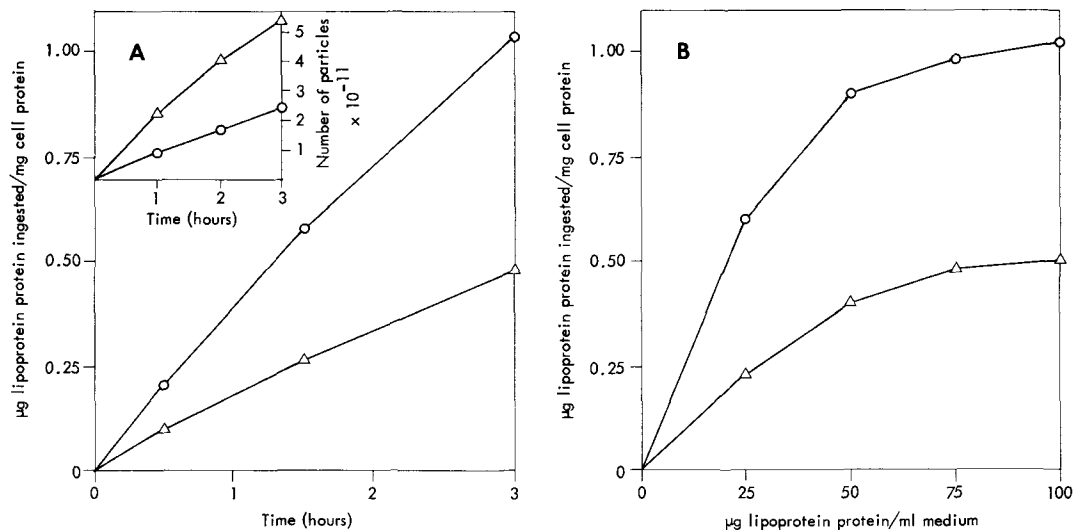 µg lipoprotein protein ingested/mg cell protein
1.00
0.75
0.50
0.25
0
A
5
4
3
2
1
Number of particles
× 10⁻¹¹
1 2 3
Time (hours)
0 1 2 3
Time (hours)
µg lipoprotein protein ingested/mg cell protein
B
1.00
0.75
0.50
0.25
0
0 25 50 75 100
µg lipoprotein protein/ml medium